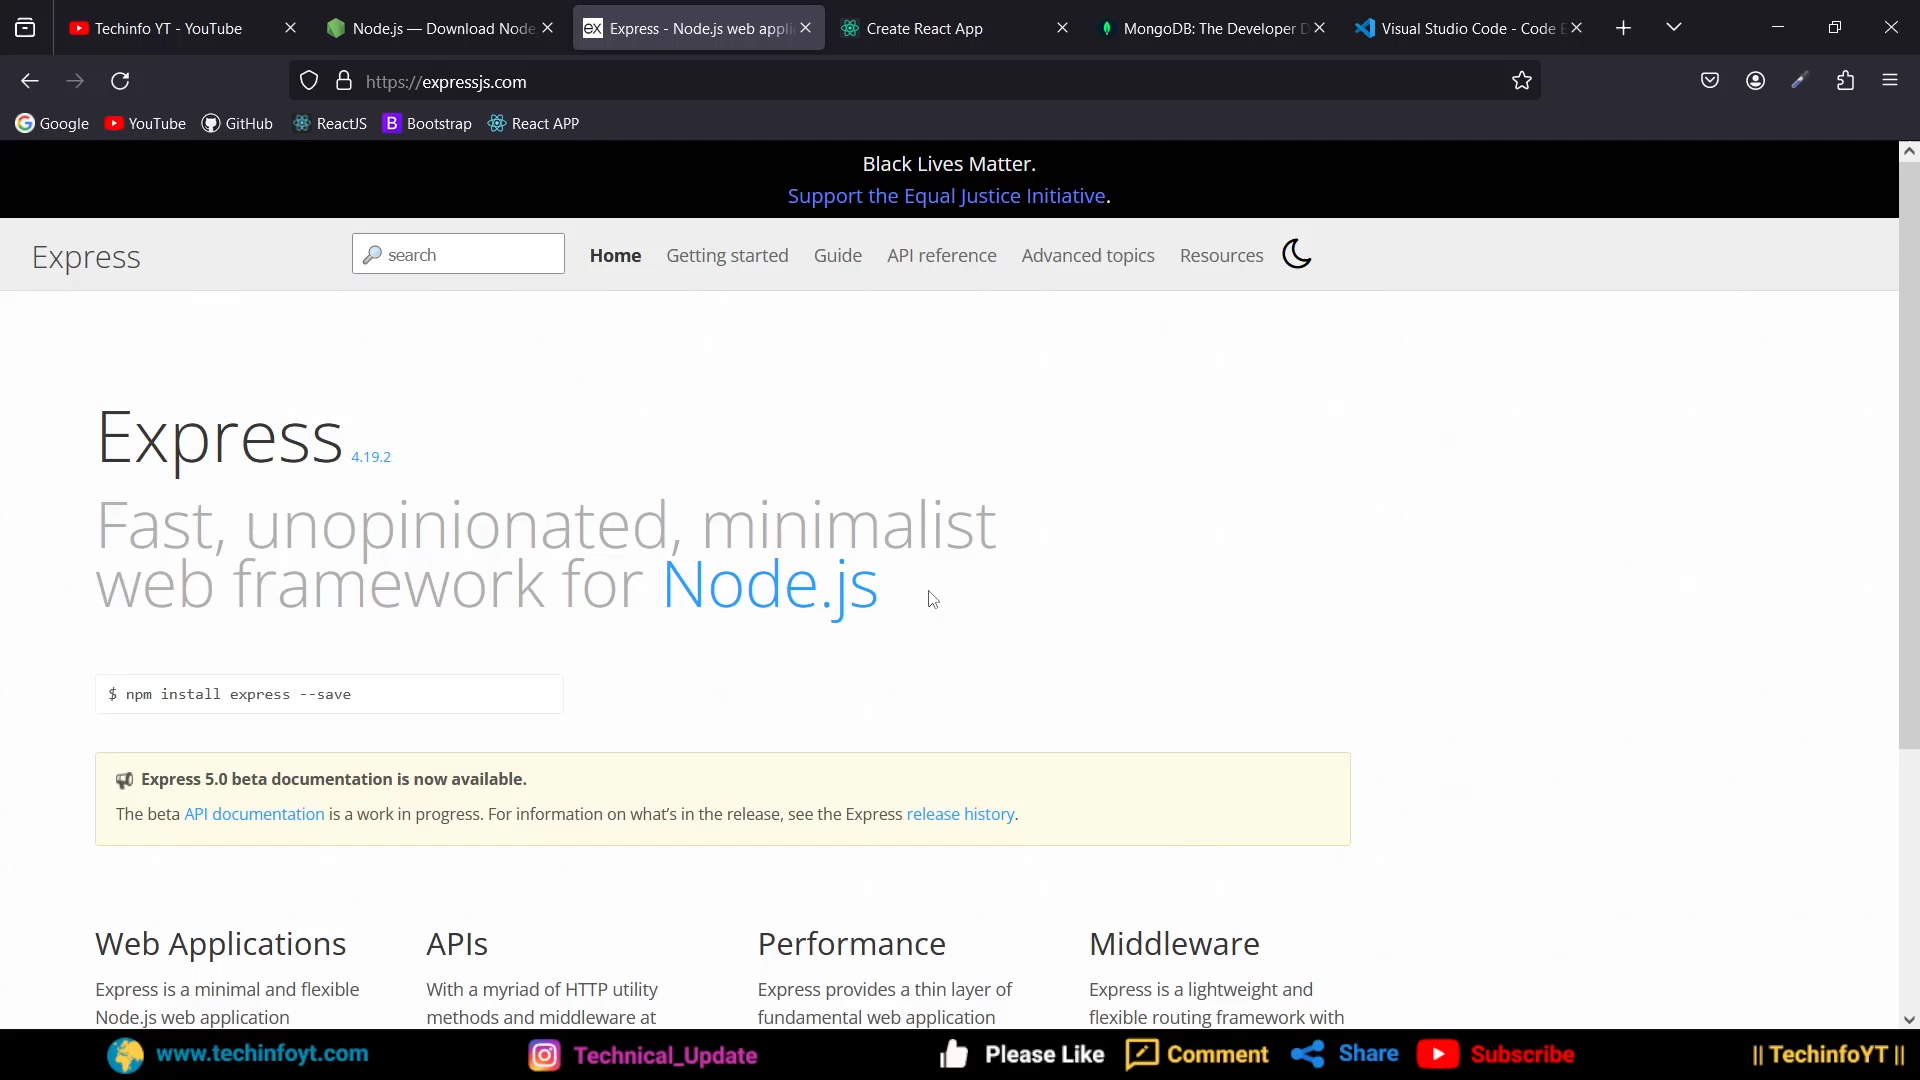 Techinfo YT - YouTube
Node.js — Download Node
Express - Node.js web appli
Create React App
MongoDB: The Developer D
Visual Studio Code - Code E
https://expressjs.com
Google
YouTube
GitHub
ReactJS
B Bootstrap
React APP
Black Lives Matter.
Support the Equal Justice Initiative.
Express
search
Home
Getting started
Guide
API reference
Advanced topics
Resources
Express 4.19.2
Fast, unopinionated, minimalist
web framework for Node.js
$ npm install express --save
Express 5.0 beta documentation is now available.
The beta API documentation is a work in progress. For information on what's in the release, see the Express release history.
Web Applications
Express is a minimal and flexible
Node.js web application
APIs
With a myriad of HTTP utility
methods and middleware at
Performance
Express provides a thin layer of
fundamental web application
Middleware
Express is a lightweight and
flexible routing framework with
www.techinfoyt.com
Technical_Update
Please Like
Comment
Share
Subscribe
|| TechinfoYT ||